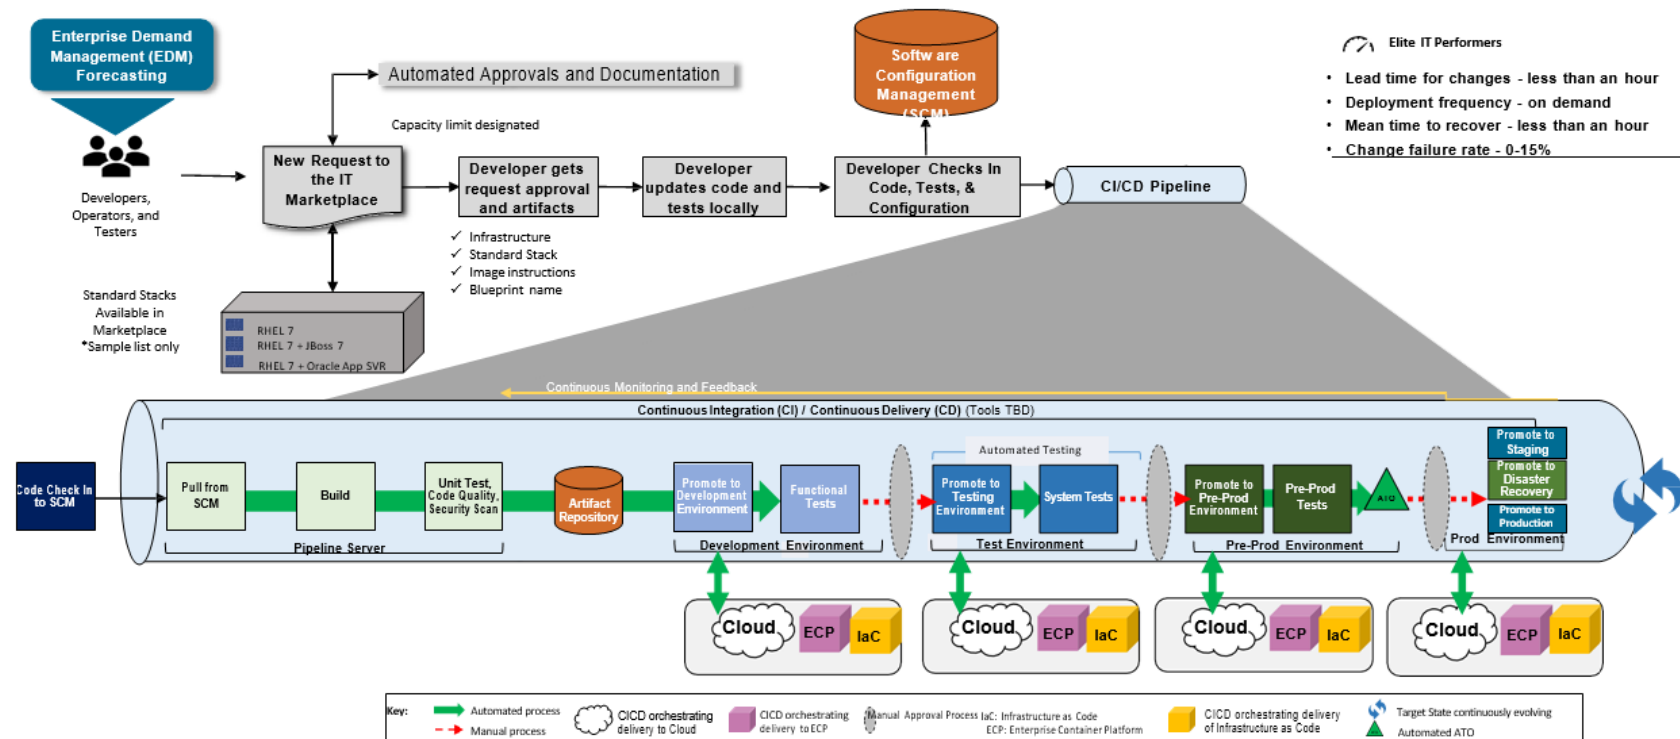 Enterprise Demand
Management (EDM)
Forecasting
Developers,
Operators, and
Testers
Automated Approvals and Documentation
Capacity limit designated
New Request to
the IT
Marketplace
Developer gets
request approval
and artifacts
Infrastructure
Standard Stack
Image instructions
Blueprint name
Developer
updates code and
tests locally
Softw are
Configuration
Management
(SCM)
Developer Checks In
Code, Tests, &
Configuration
CI/CD Pipeline
Elite IT Performers
• Lead time for changes - less than an hour
• Deployment frequency - on demand
• Mean time to recover - less than an hour
• Change failure rate - 0-15%
Standard Stacks
Available in
Marketplace
*Sample list only
RHEL 7
RHEL 7 + JBoss 7
RHEL 7 + Oracle App SVR
Continuous Monitoring and Feedback
Continuous Integration (CI) / Continuous Delivery (CD) (Tools TBD)
Code Check In
to SCM
Pull from
SCM
Build
Unit Test,
Code Quality,
Security Scan
Pipeline Server
Artifact
Repository
Promote to
Development
Environment
Functional
Tests
Development Environment
Automated Testing
Promote to
Testing
Environment
System Tests
Test Environment
Promote to
Pre-Prod
Environment
Pre-Prod
Tests
Pre-Prod Environment
Promote to
Staging
Promote to
Disaster
Recovery
Promote to
Production
Prod Environment
Cloud
ECP
IaC
Cloud
ECP
IaC
Cloud
ECP
IaC
Cloud
ECP
IaC
Key:
Automated process
Manual process
CICD orchestrating
delivery to Cloud
CICD orchestrating
delivery to ECP
Manual Approval Process
IaC: Infrastructure as Code
ECP: Enterprise Container Platform
CICD orchestrating delivery
of Infrastructure as Code
Target State continuously evolving
Automated ATO